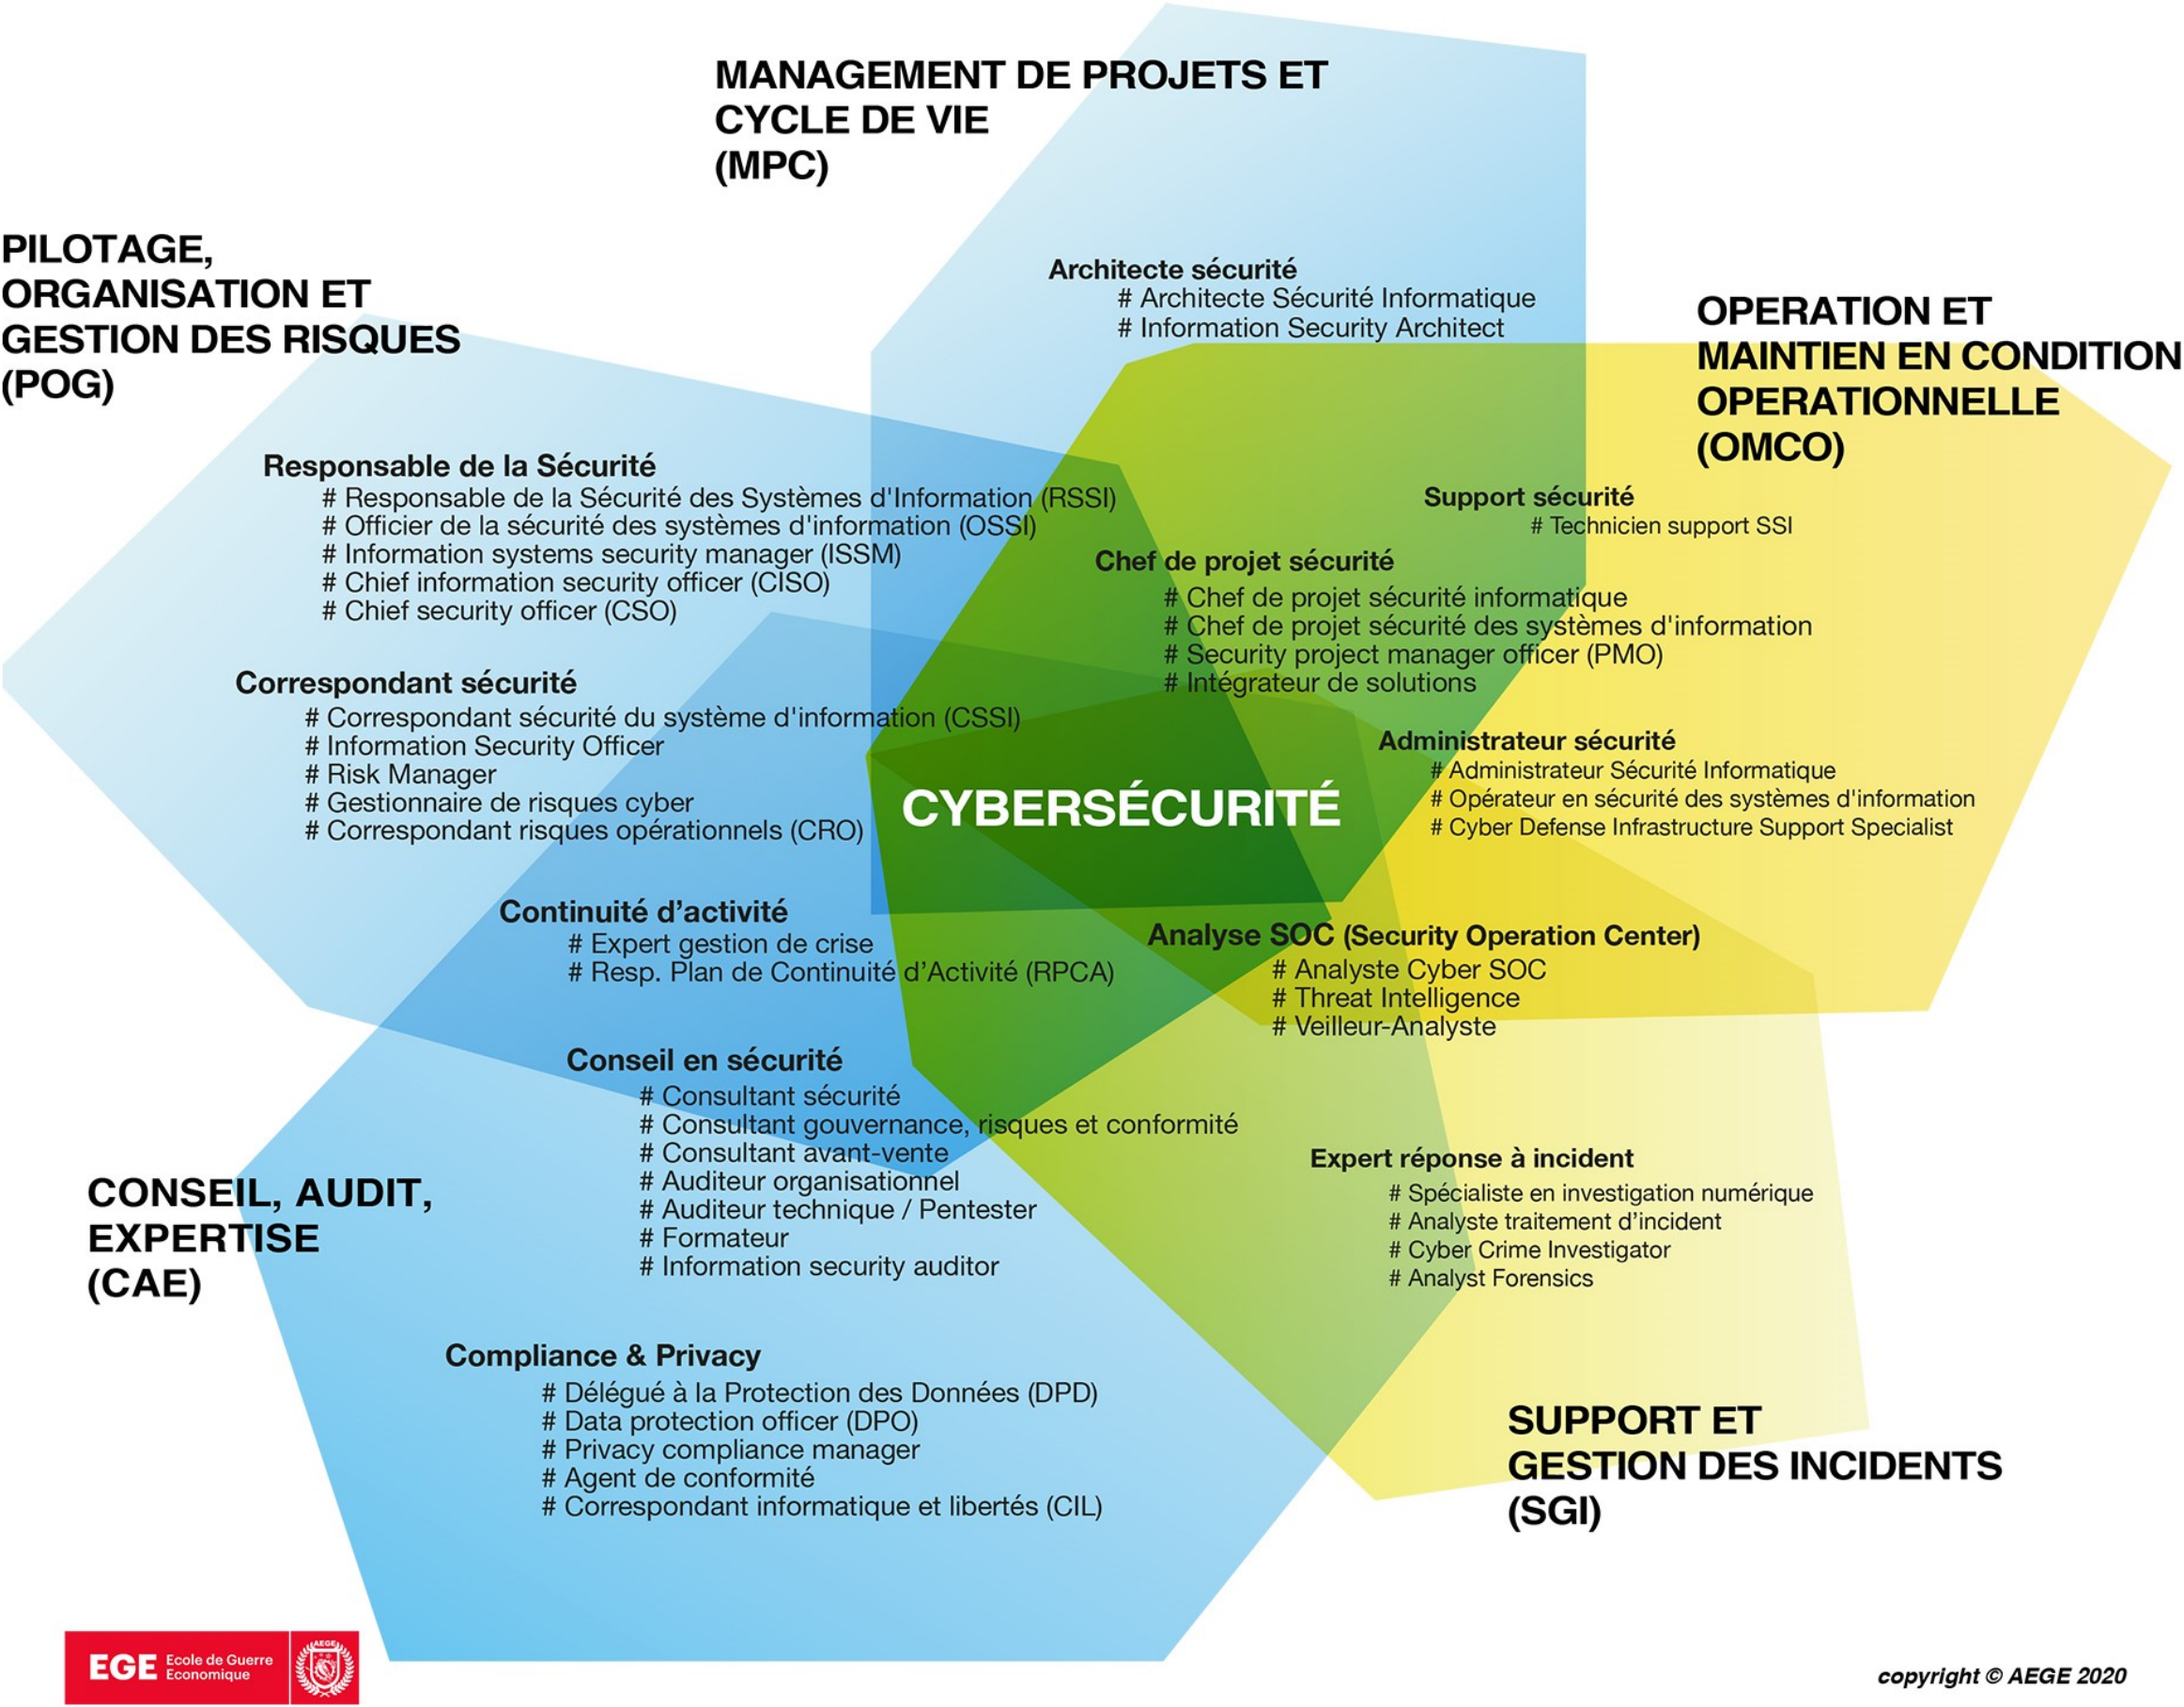 MANAGEMENT DE PROJETS ET
CYCLE DE VIE
(MPC)
PILOTAGE,
ORGANISATION ET
GESTION DES RISQUES
(POG)
Architecte sécurité
# Architecte Sécurité Informatique
# Information Security Architect
OPERATION ET
MAINTIEN EN CONDITION
OPERATIONNELLE
(OMCO)
Responsable de la Sécurité
# Responsable de la Sécurité des Systèmes d'Information (RSSI)
# Officier de la sécurité des systèmes d'information (OSSI)
# Information systems security manager (ISSM)
# Chief information security officer (CISO)
# Chief security officer (CSO)
Support sécurité
# Technicien support SSI
Chef de projet sécurité
# Chef de projet sécurité informatique
# Chef de projet sécurité des systèmes d'information
# Security project manager officer (PMO)
# Intégrateur de solutions
Correspondant sécurité
# Correspondant sécurité du système d'information (CSSI)
# Information Security Officer
# Risk Manager
# Gestionnaire de risques cyber
# Correspondant risques opérationnels (CRO)
Administrateur sécurité
# Administrateur Sécurité Informatique
# Opérateur en sécurité des systèmes d'information
# Cyber Defense Infrastructure Support Specialist
CYBERSÉCURITÉ
Continuité d’activité
# Expert gestion de crise
# Resp. Plan de Continuité d’Activité (RPCA)
Analyse SOC (Security Operation Center)
# Analyste Cyber SOC
# Threat Intelligence
# Veilleur-Analyste
Conseil en sécurité
# Consultant sécurité
# Consultant gouvernance, risques et conformité
# Consultant avant-vente
# Auditeur organisationnel
# Auditeur technique / Pentester
# Formateur
# Information security auditor
Expert réponse à incident
# Spécialiste en investigation numérique
# Analyste traitement d’incident
# Cyber Crime Investigator
# Analyst Forensics
CONSEIL, AUDIT,
EXPERTISE
(CAE)
Compliance & Privacy
# Délégué à la Protection des Données (DPD)
# Data protection officer (DPO)
# Privacy compliance manager
# Agent de conformité
# Correspondant informatique et libertés (CIL)
SUPPORT ET
GESTION DES INCIDENTS
(SGI)
EGE
Ecole de Guerre
Economique
AEGE
copyright © AEGE 2020